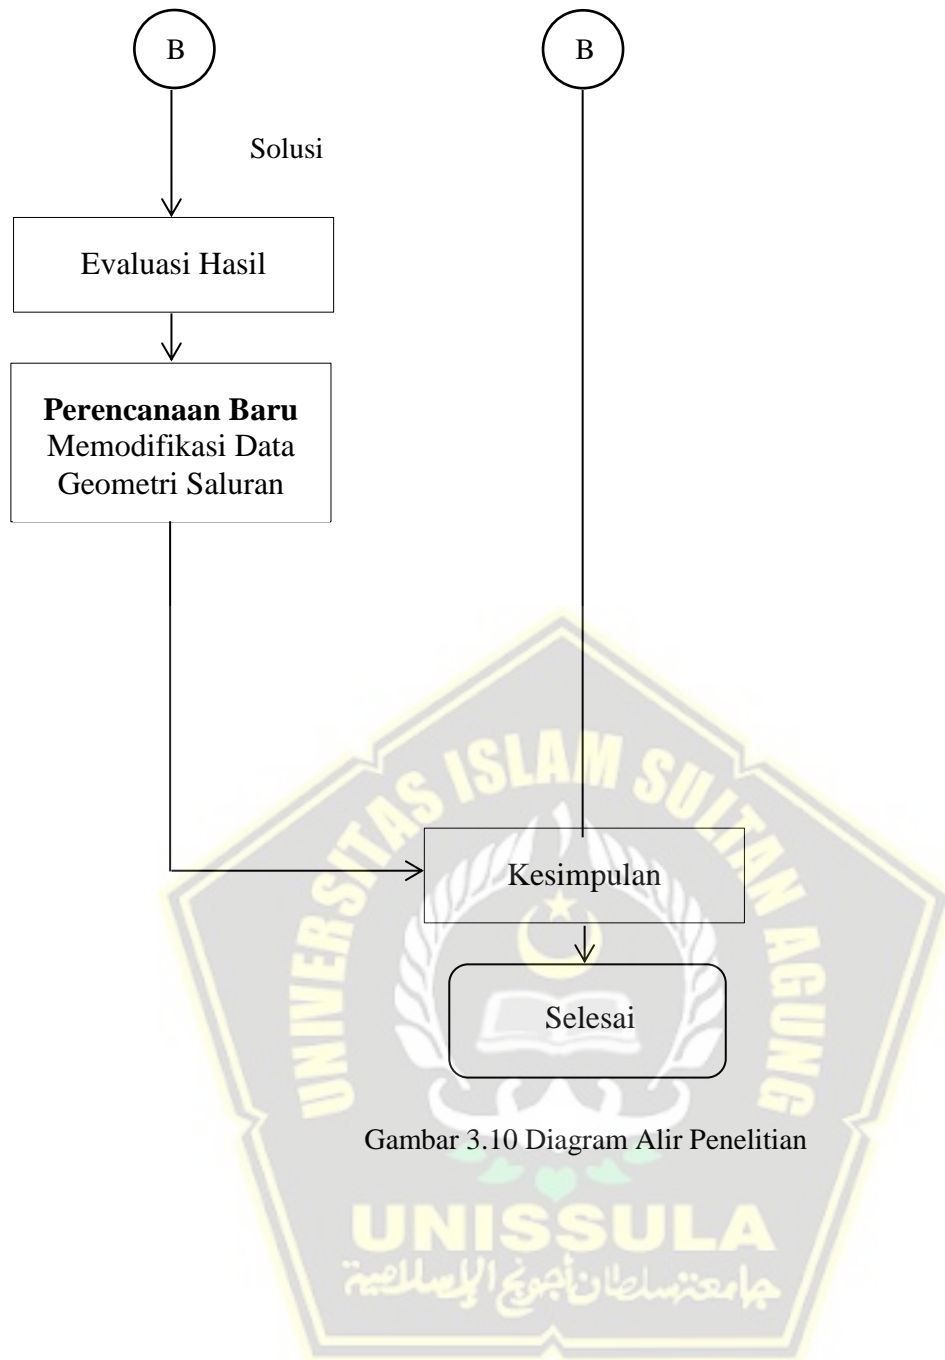 B
B
Solusi
Evaluasi Hasil
Perencanaan Baru
Memodifikasi Data
Geometri Saluran
Kesimpulan
Selesai
Gambar 3.10 Diagram Alir Penelitian
UNIVERSITAS ISLAM SULTAN AGUNG
UNISSULA
جامعة سلطان أجونج الإسلامية